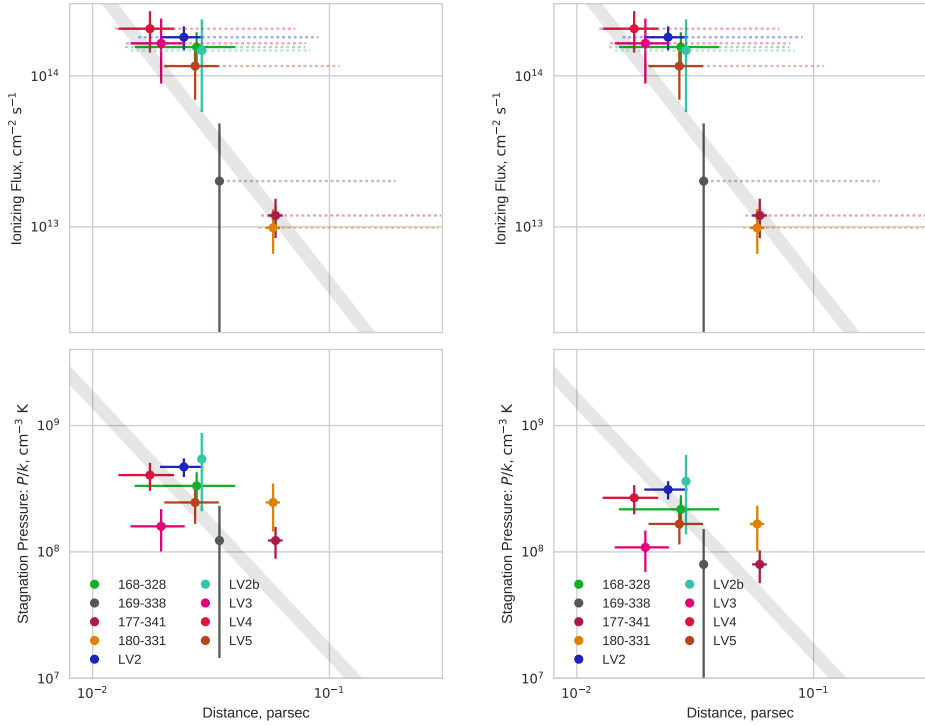 10¹⁴
10¹³
Ionizing Flux, cm⁻² s⁻¹
10¹⁴
10¹³
Ionizing Flux, cm⁻² s⁻¹
10⁹
10⁸
10⁷
Stagnation Pressure: P/k, cm⁻³ K
168-328
169-338
177-341
180-331
LV2
LV2b
LV3
LV4
LV5
10⁻²
10⁻¹
Distance, parsec
10⁹
10⁸
10⁷
Stagnation Pressure: P/k, cm⁻³ K
168-328
169-338
177-341
180-331
LV2
LV2b
LV3
LV4
LV5
10⁻²
10⁻¹
Distance, parsec